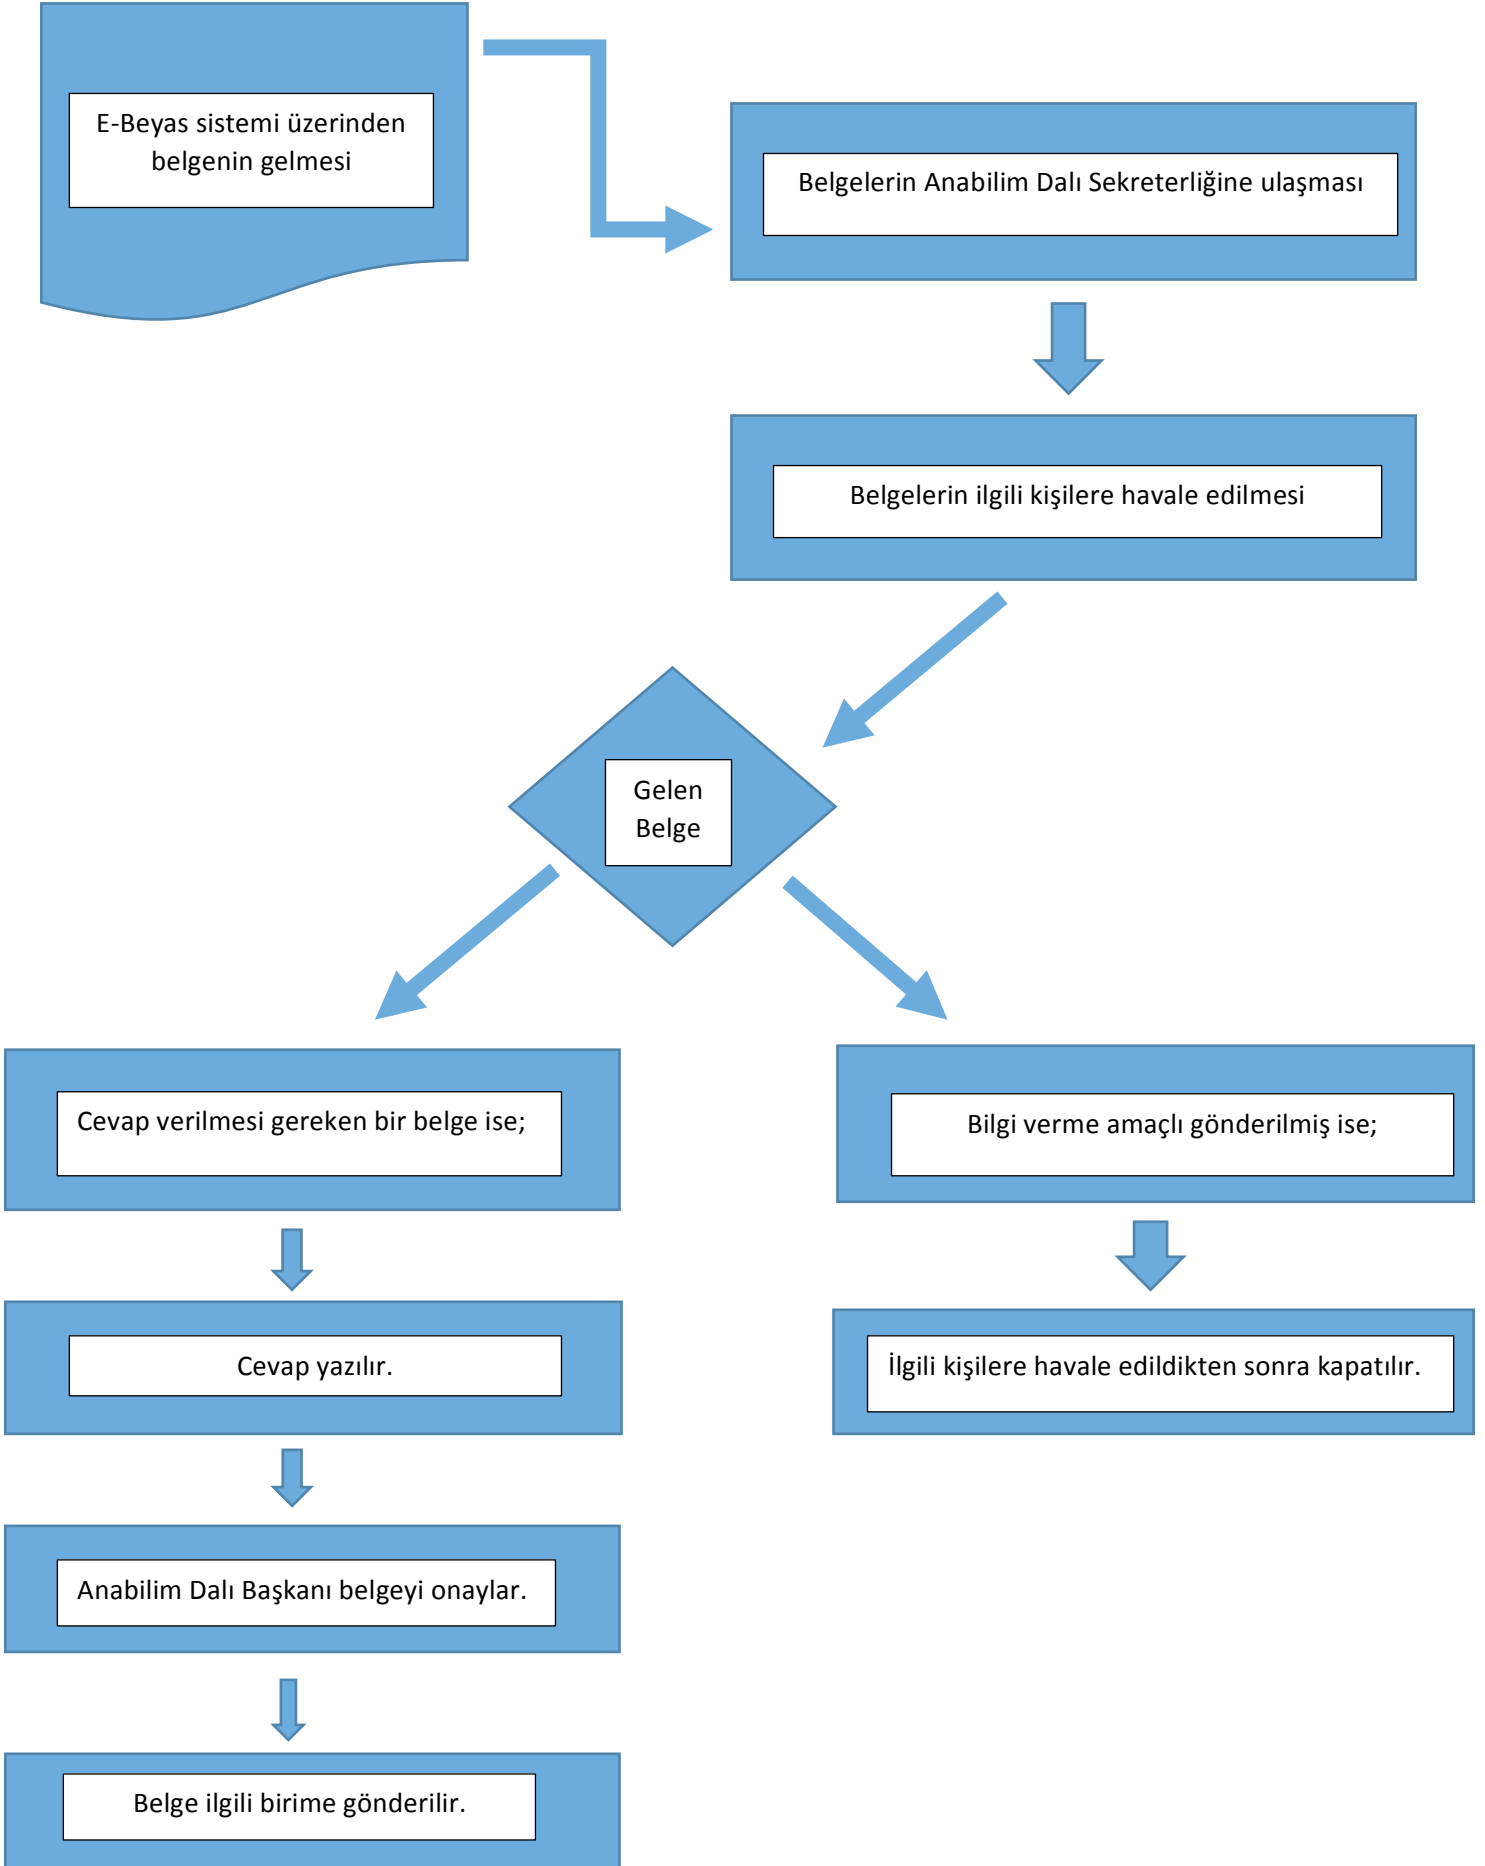 E-Beyas sistemi üzerinden
belgenin gelmesi
Belgelerin Anabilim Dalı Sekreterliğine ulaşması
Belgelerin ilgili kişilere havale edilmesi
Gelen
Belge
Cevap verilmesi gereken bir belge ise;
Bilgi verme amaçlı gönderilmiş ise;
Cevap yazılır.
İlgili kişilere havale edildikten sonra kapatılır.
Anabilim Dalı Başkanı belgeyi onaylar.
Belge ilgili birime gönderilir.